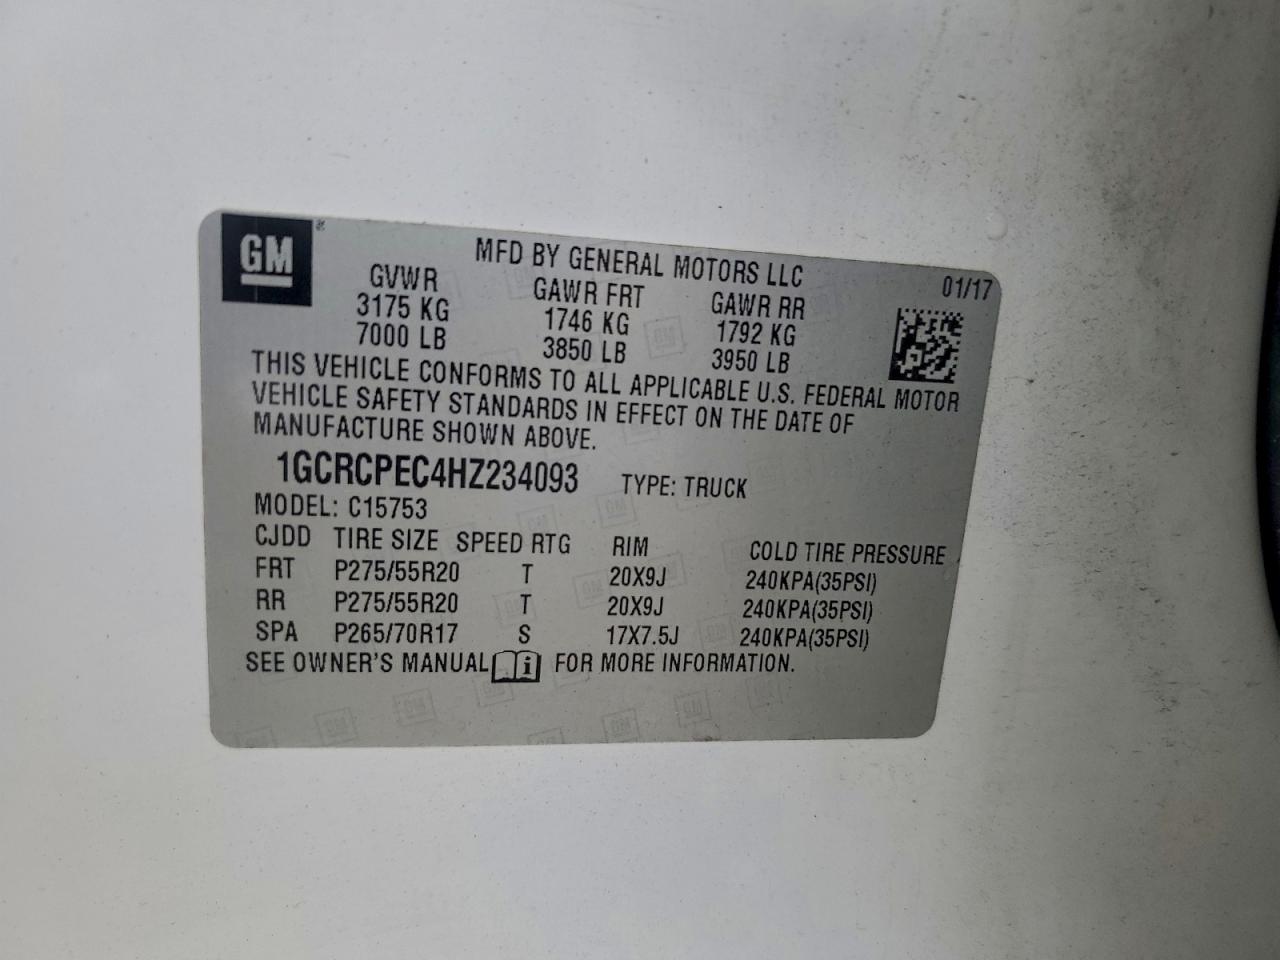 GM
MFD BY GENERAL MOTORS LLC
01/17
GVWR GAWR FRT GAWR RR
3175 KG 1746 KG 1792 KG
7000 LB 3850 LB 3950 LB
THIS VEHICLE CONFORMS TO ALL APPLICABLE U.S. FEDERAL MOTOR
VEHICLE SAFETY STANDARDS IN EFFECT ON THE DATE OF
MANUFACTURE SHOWN ABOVE.
1GCRCPEC4HZ234093 TYPE: TRUCK
MODEL: C15753
CJDD TIRE SIZE SPEED RTG RIM COLD TIRE PRESSURE
FRT P275/55R20 T 20X9J 240KPA(35PSI)
RR P275/55R20 T 20X9J 240KPA(35PSI)
SPA P265/70R17 S 17X7.5J 240KPA(35PSI)
SEE OWNER'S MANUAL i FOR MORE INFORMATION.